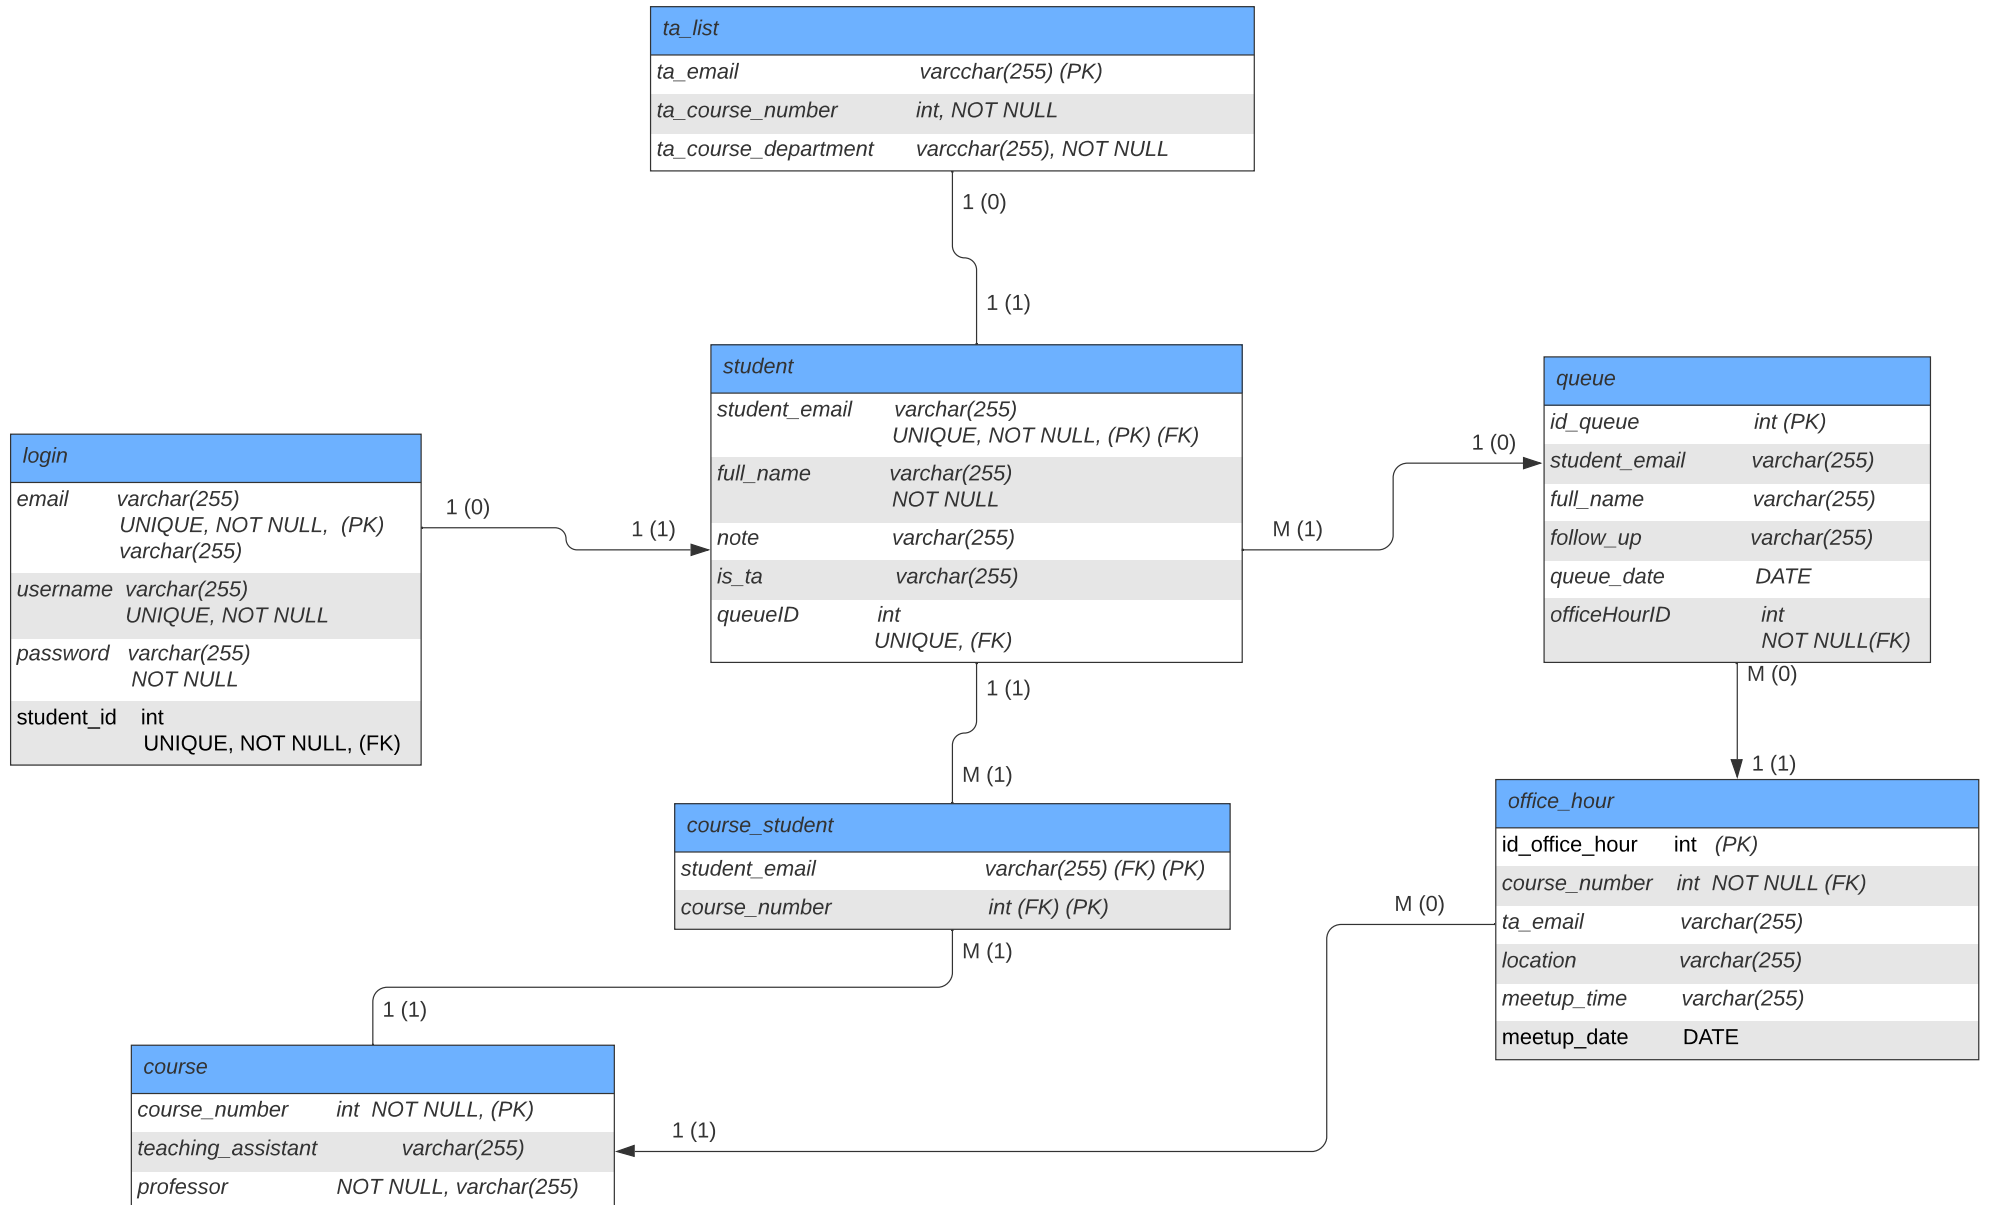 ta_list
ta_email varcchar(255) (PK)
ta_course_number int, NOT NULL
ta_course_department varcchar(255), NOT NULL
1 (0)
1 (1)
student
student_email varchar(255)
UNIQUE, NOT NULL, (PK) (FK)
full_name varchar(255)
NOT NULL
note varchar(255)
is_ta varchar(255)
queueID int
UNIQUE, (FK)
queue
id_queue int (PK)
student_email varchar(255)
full_name varchar(255)
follow_up varchar(255)
queue_date DATE
officeHourID int
NOT NULL(FK)
login
email varchar(255)
UNIQUE, NOT NULL, (PK)
varchar(255)
username varchar(255)
UNIQUE, NOT NULL
password varchar(255)
NOT NULL
student_id int
UNIQUE, NOT NULL, (FK)
1 (0)
1 (1)
M (1)
1 (0)
M (0)
1 (1)
1 (1)
M (1)
course_student
student_email varchar(255) (FK) (PK)
course_number int (FK) (PK)
office_hour
id_office_hour int (PK)
course_number int NOT NULL (FK)
ta_email varchar(255)
location varchar(255)
meetup_time varchar(255)
meetup_date DATE
M (0)
M (1)
1 (1)
1 (1)
course
course_number int NOT NULL, (PK)
teaching_assistant varchar(255)
professor NOT NULL, varchar(255)